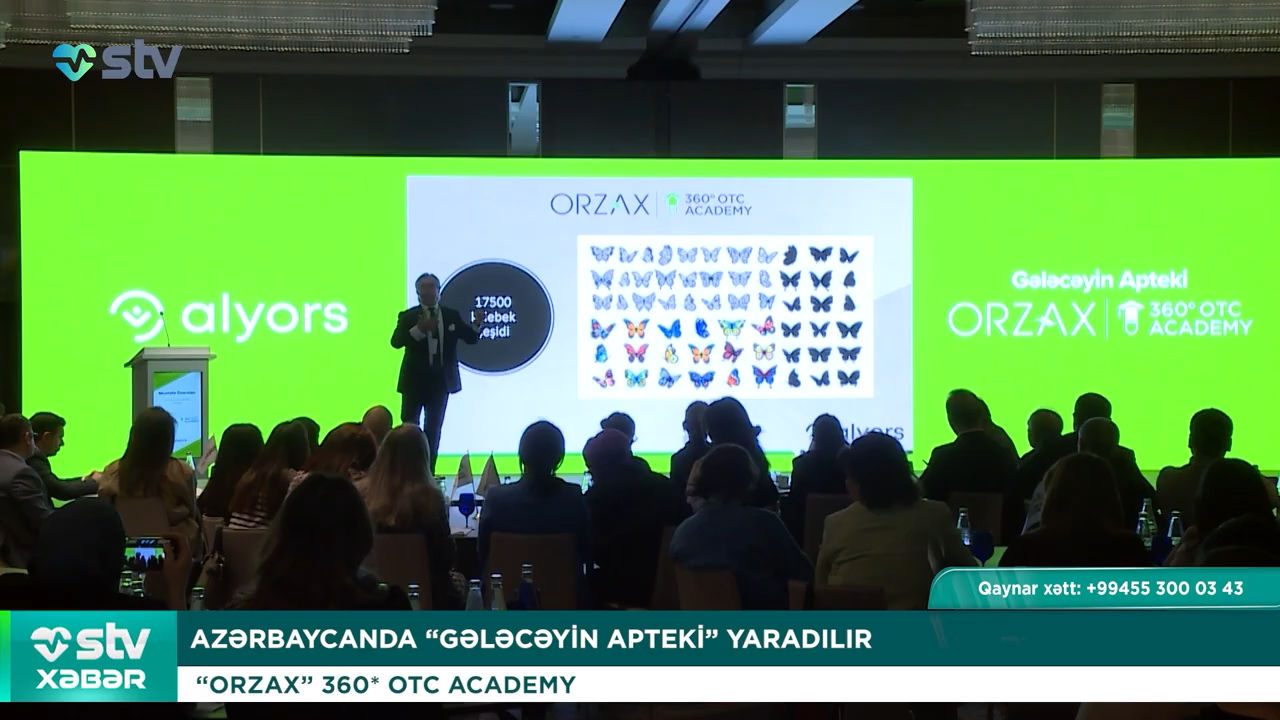 stv
ORZAX
360° OTC
ACADEMY
17500
alyors
Gələcəyin Apteki
ORZAX
360° OTC
ACADEMY
Qaynar xətt: +99455 300 03 43
stv
XƏBƏR
AZƏRBAYCANDA “GƏLƏCƏYİN APTEKİ” YARADILIR
“ORZAX” 360* OTC ACADEMY